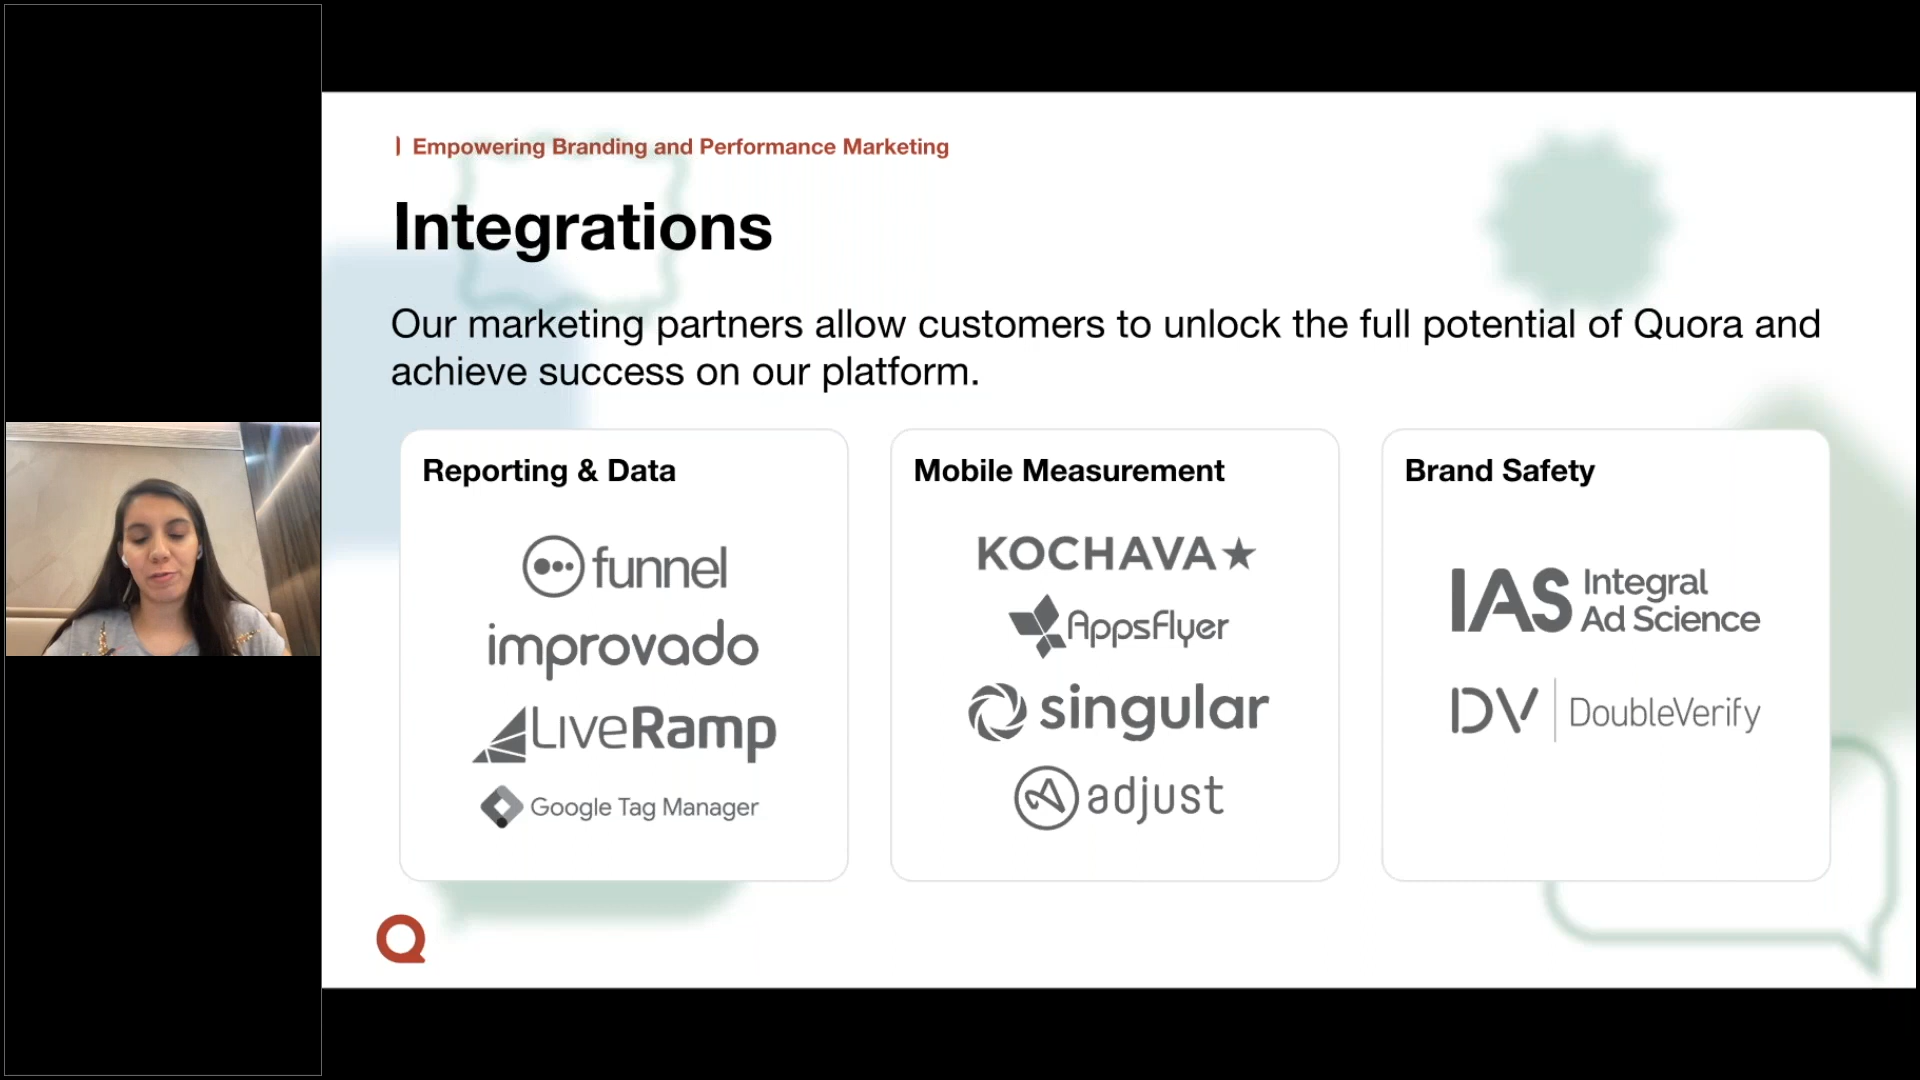 Empowering Branding and Performance Marketing
Integrations
Our marketing partners allow customers to unlock the full potential of Quora and
achieve success on our platform.
Reporting & Data
funnel
improvado
LiveRamp
Google Tag Manager
Mobile Measurement
KOCHAVA
AppsFlyer
singular
adjust
Brand Safety
IAS Integral
Ad Science
DV DoubleVerify
Q